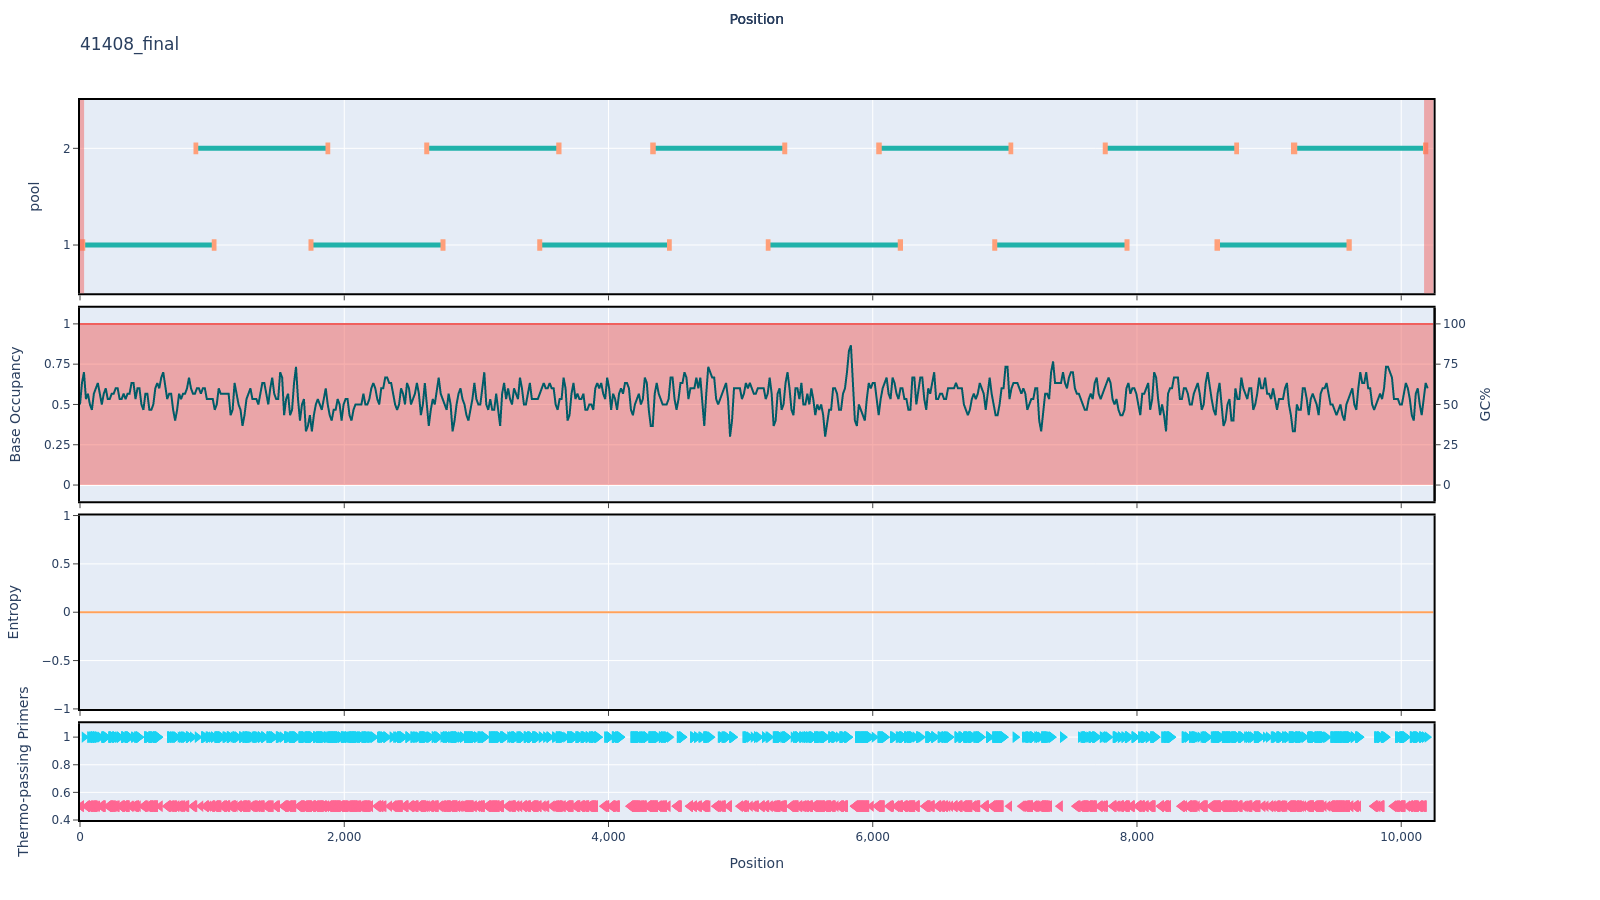 Position
41408_final
pool
2
1
Base Occupancy
1
0.75
0.5
0.25
0
100
75
50
25
0
GC%
Entropy
1
0.5
0
−0.5
−1
Thermo-passing Primers
1
0.8
0.6
0.4
0 2,000 4,000 6,000 8,000 10,000
Position